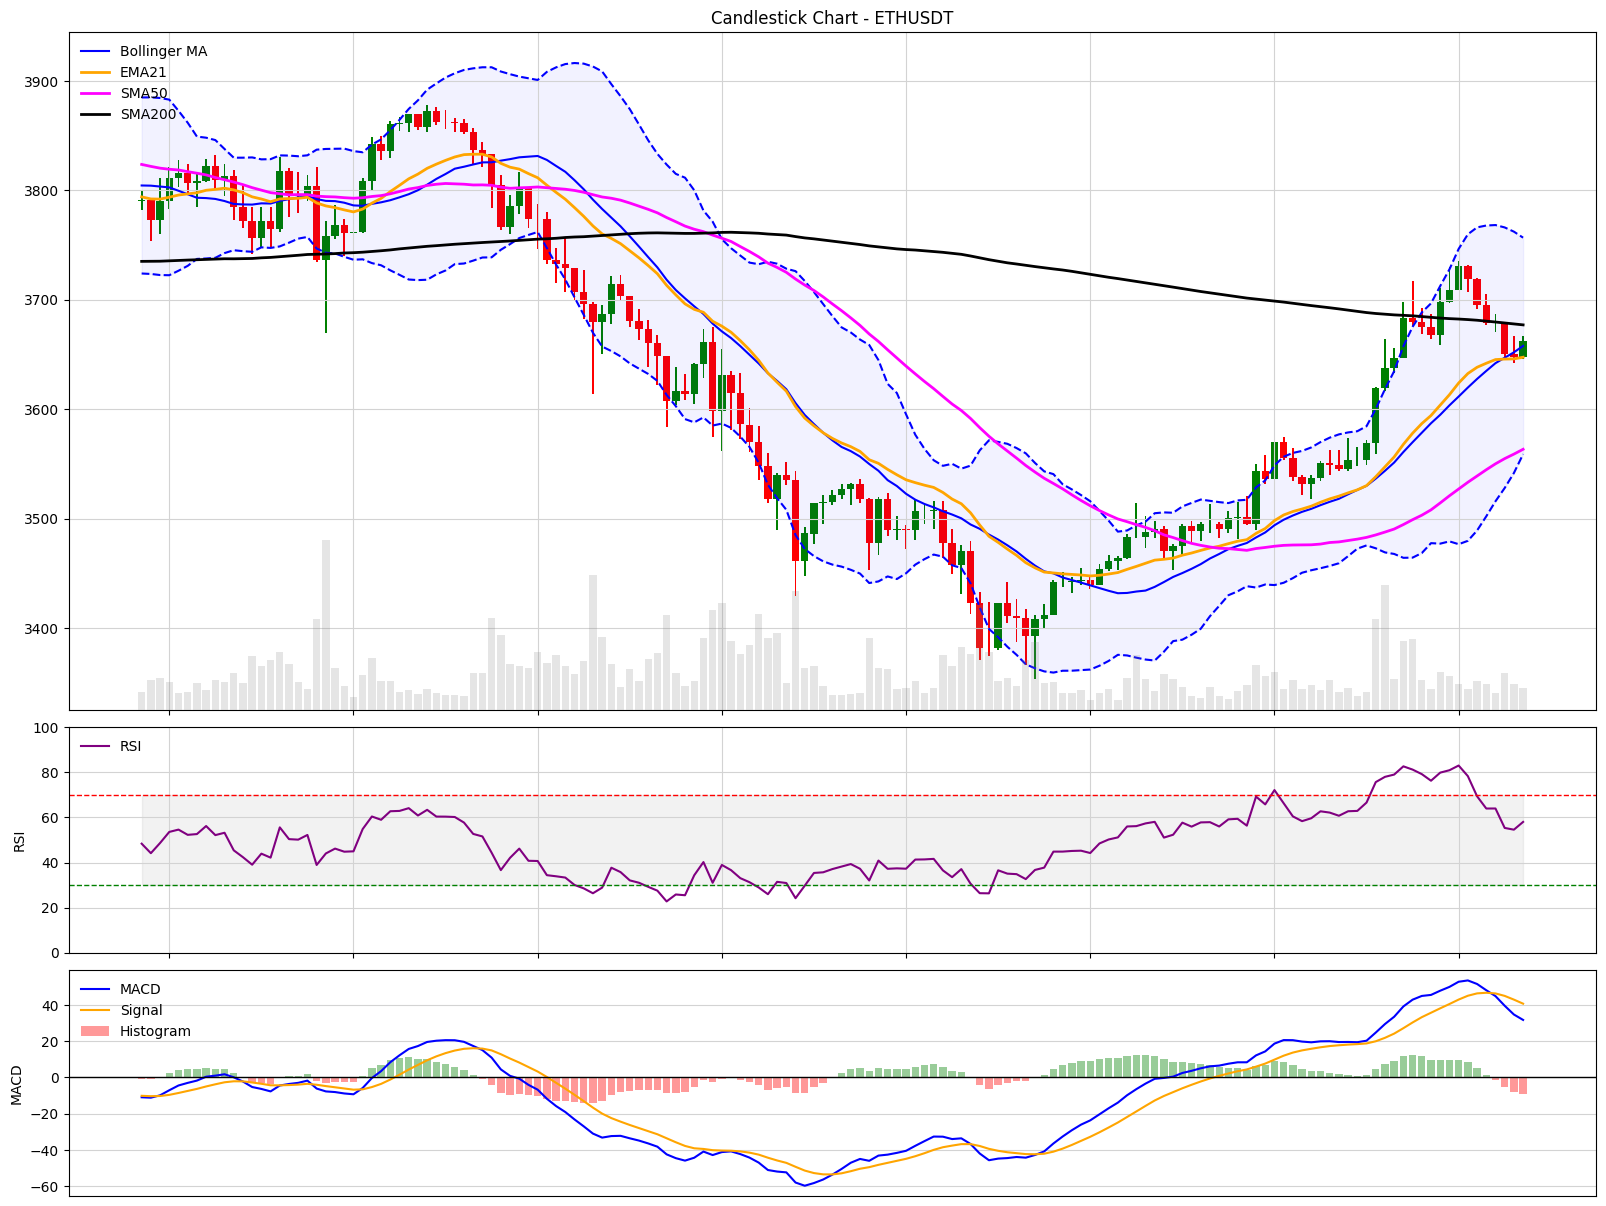 Candlestick Chart - ETHUSDT
Bollinger MA
EMA21
SMA50
SMA200
3900
3800
3700
3600
3500
3400
RSI
100
80
60
40
20
0
RSI
MACD
Signal
Histogram
40
20
0
−20
−40
−60
MACD